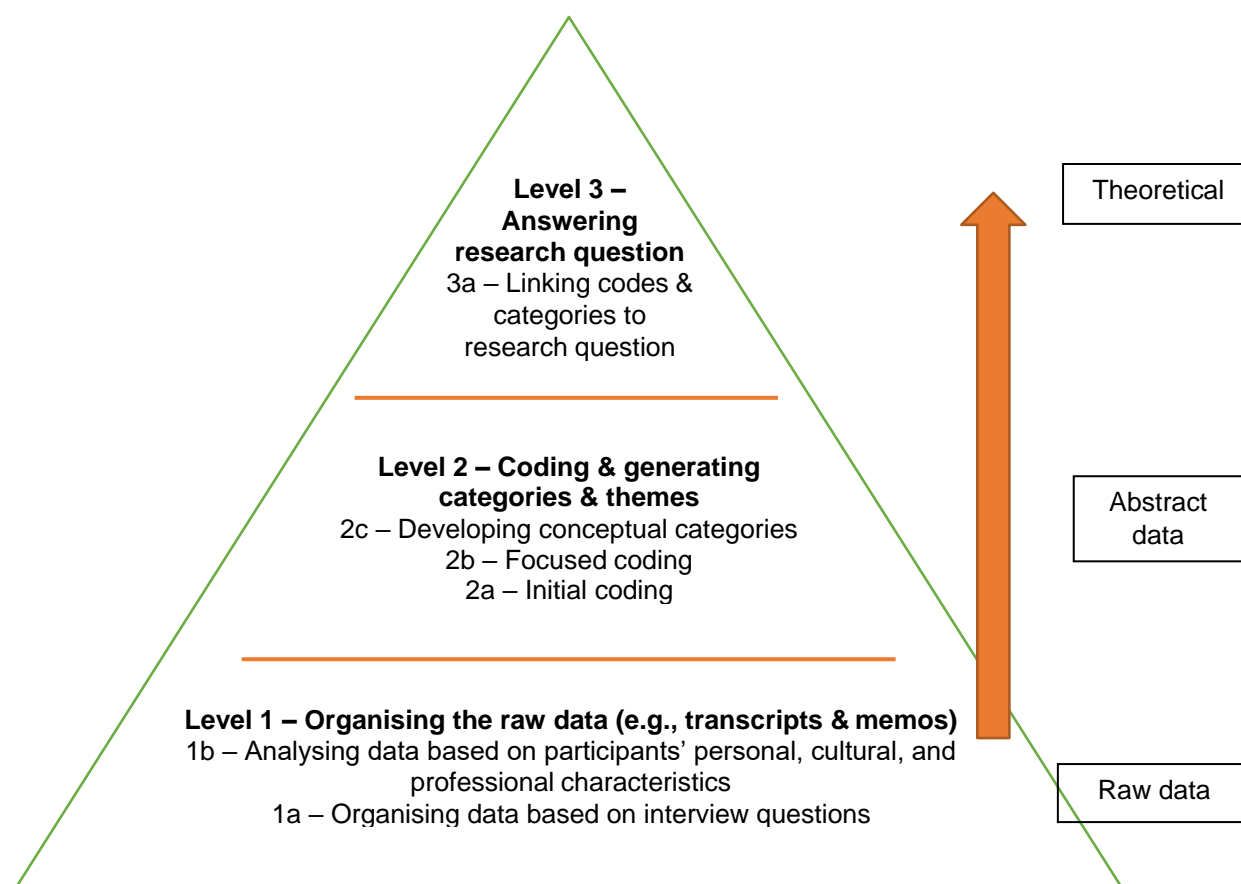 Level 3 –
Answering
research question
3a – Linking codes &
categories to
research question
Theoretical
Level 2 – Coding & generating
categories & themes
2c – Developing conceptual categories
2b – Focused coding
2a – Initial coding
Abstract
data
Level 1 – Organising the raw data (e.g., transcripts & memos)
1b – Analysing data based on participants’ personal, cultural, and
professional characteristics
1a – Organising data based on interview questions
Raw data